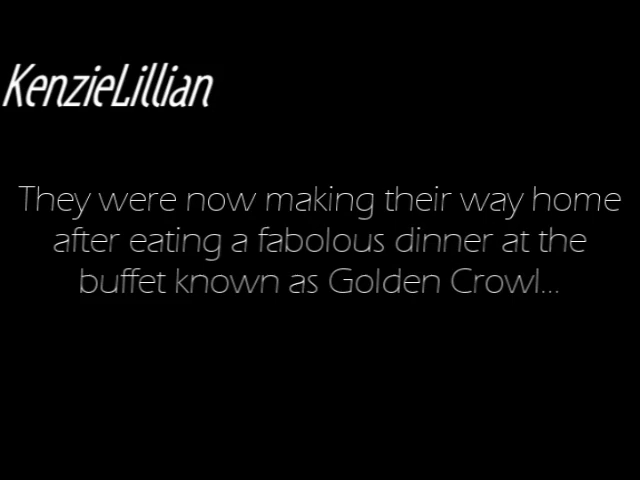 KenzieLillian
They were now making their way home
after eating a fabolous dinner at the
buffet known as Golden Crowl...